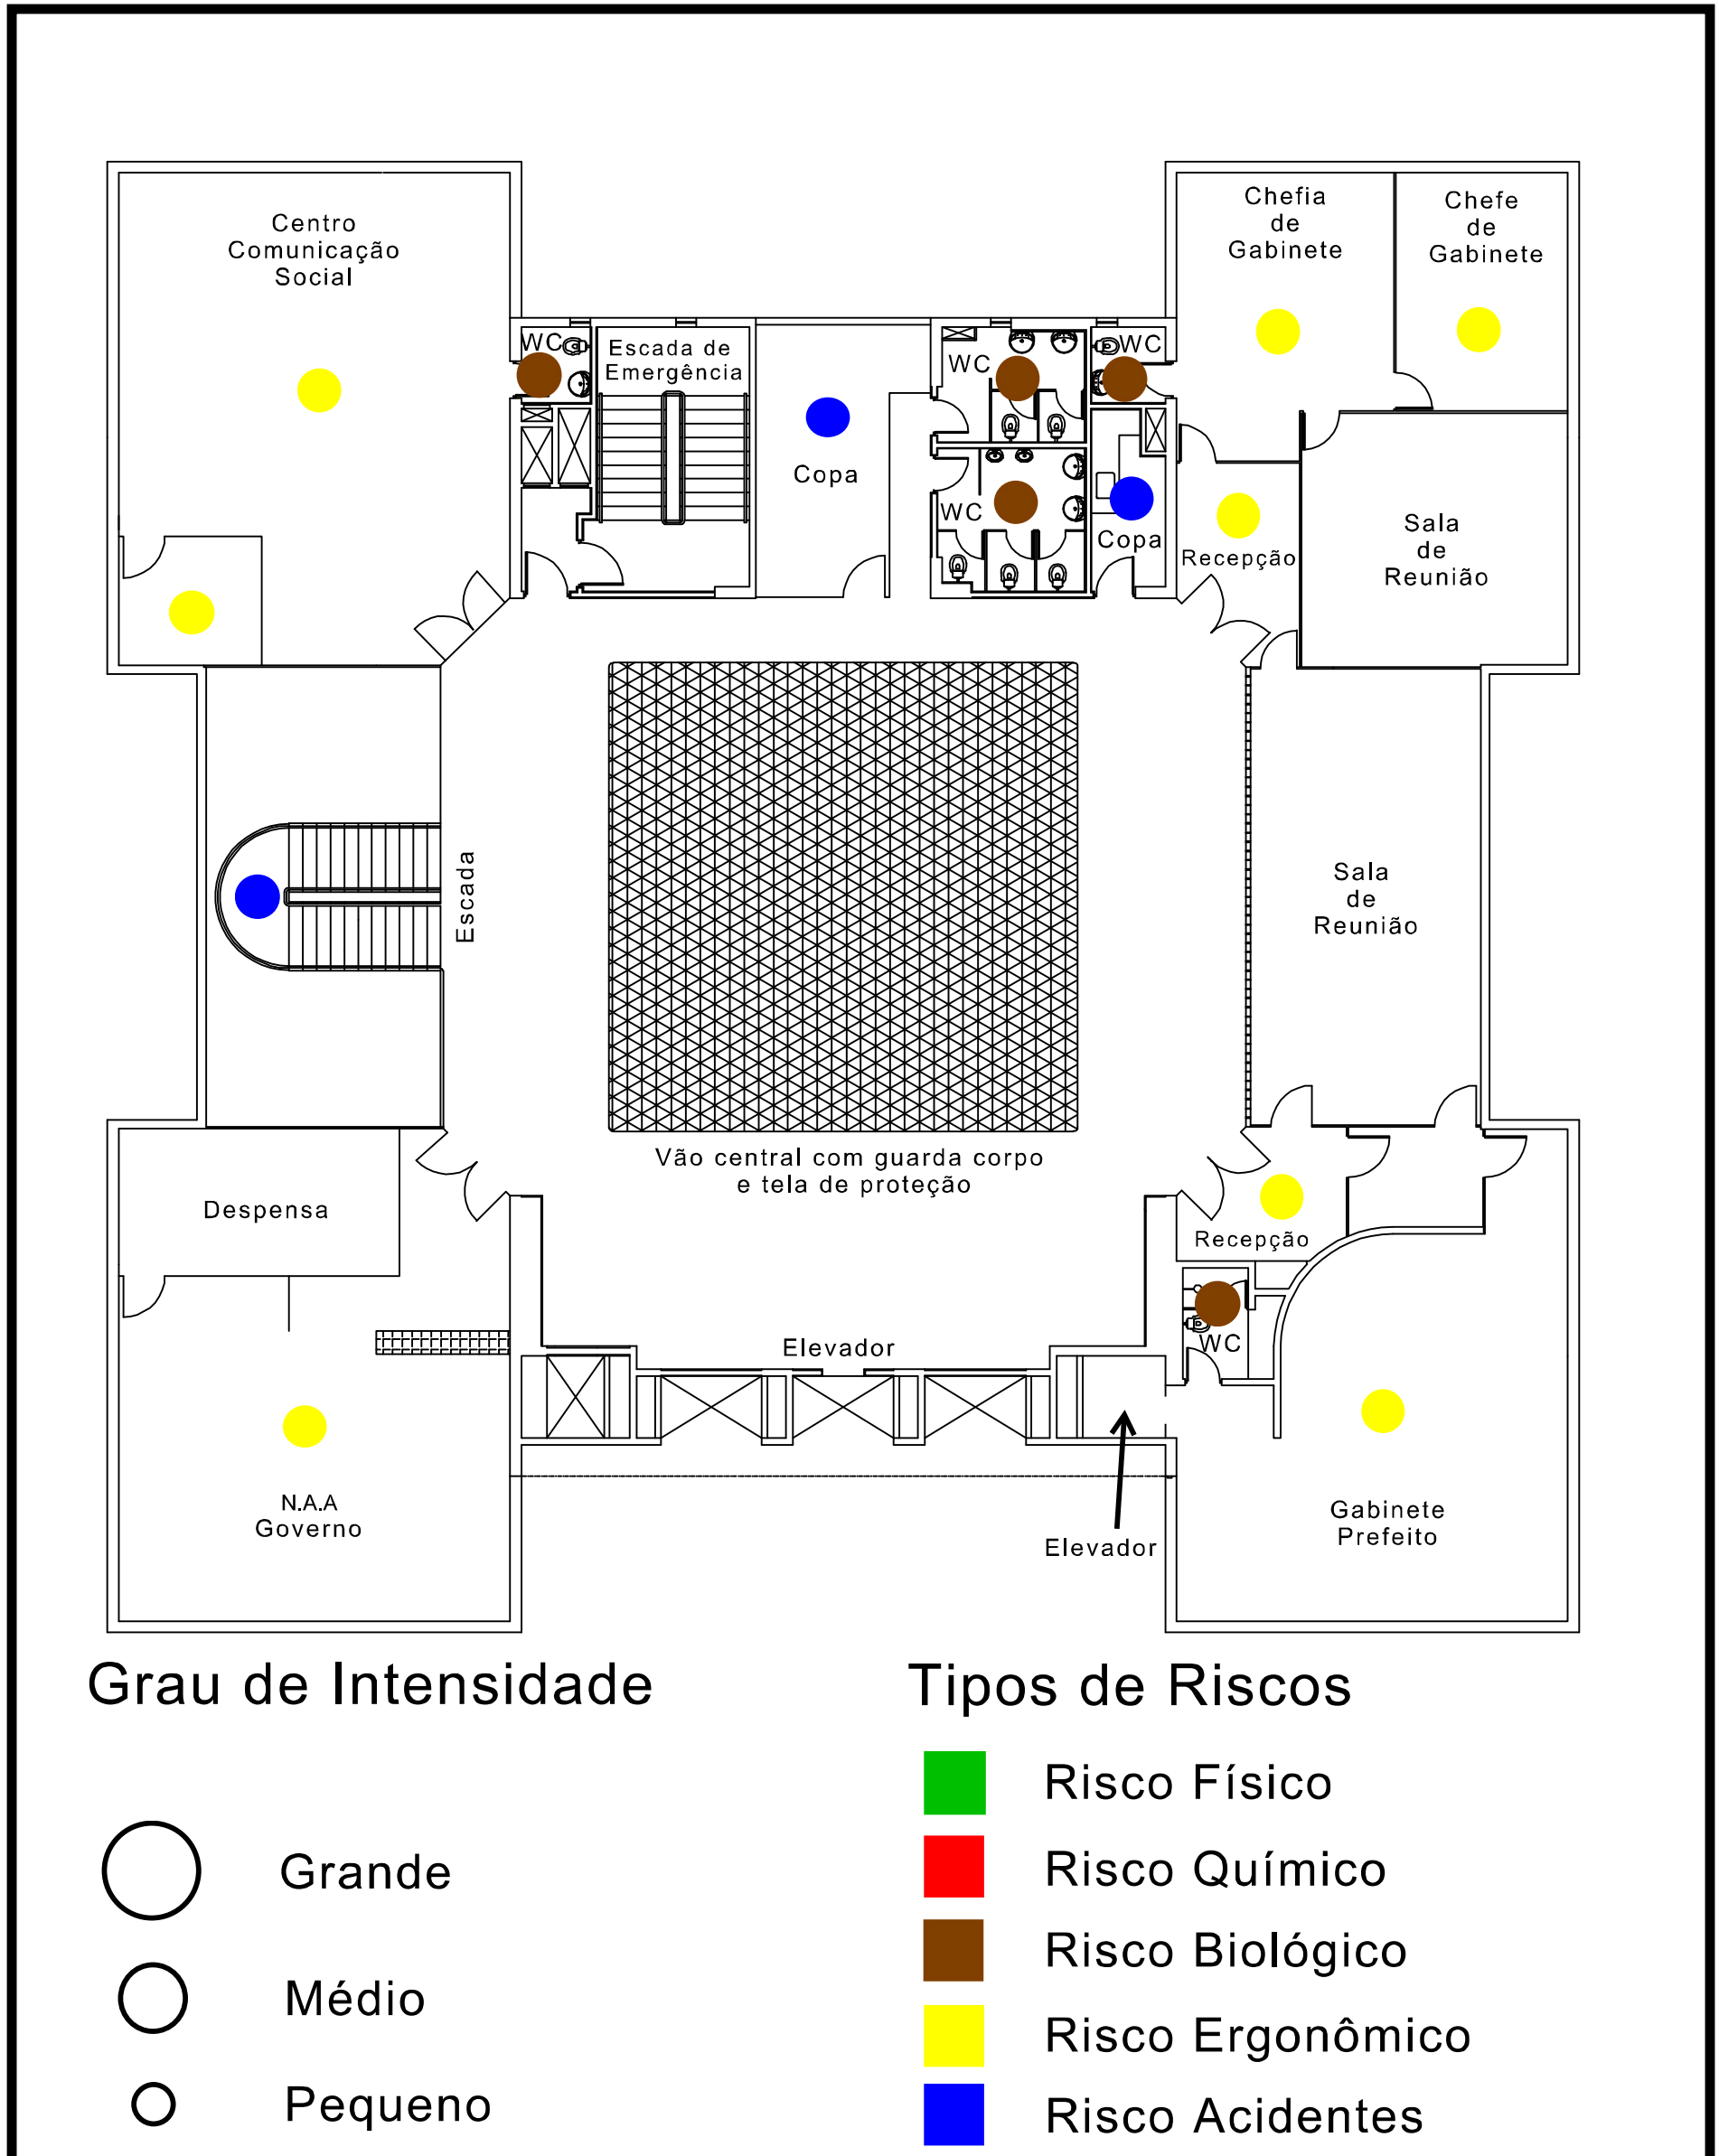 Centro
Comunicação
Social
Chefia
de
Gabinete
Chefe
de
Gabinete
WC
Escada de
Emergência
WC
WC
Copa
WC
Copa
Recepção
Sala
de
Reunião
Escada
Sala
de
Reunião
Vão central com guarda corpo
e tela de proteção
Despensa
Recepção
Elevador
WC
N.A.A
Governo
Gabinete
Prefeito
Elevador
Grau de Intensidade
Grande
Médio
Pequeno
Tipos de Riscos
Risco Físico
Risco Químico
Risco Biológico
Risco Ergonômico
Risco Acidentes